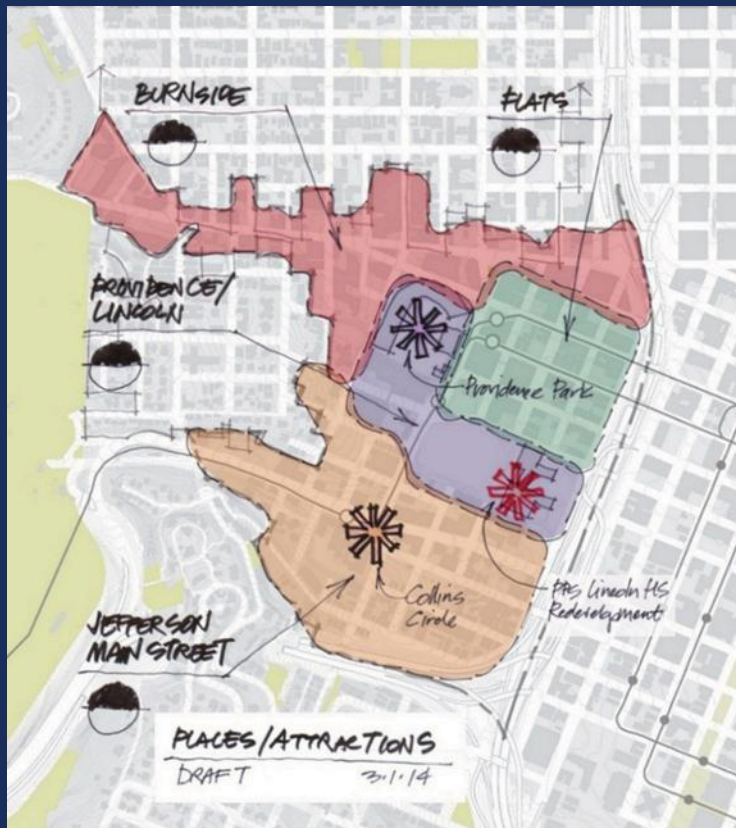 BURNSIDE
FLATS
PROVIDENCE/
LINCOLN
Providence Park
JEFFERSON
MAIN STREET
Collins
Circle
PPS Lincoln HS
Redevelopment
PLACES/ATTRACTIONS
DRAFT 3.1.14